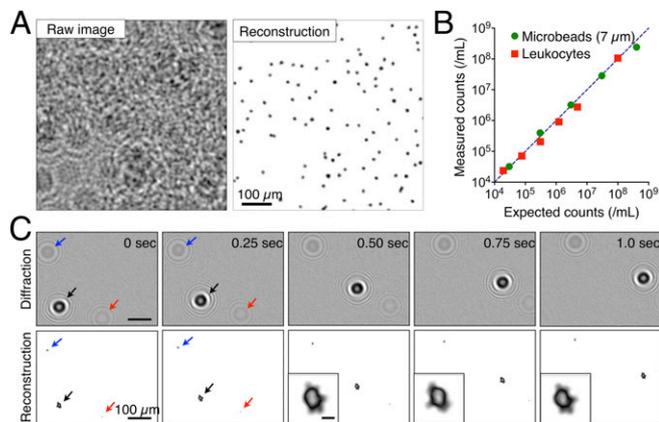 A
Raw image
Reconstruction
100 µm
B
Measured counts (/mL)
10⁹
10⁸
10⁷
10⁶
10⁵
10⁴
Microbeads (7 µm)
Leukocytes
10⁴ 10⁵ 10⁶ 10⁷ 10⁸ 10⁹
Expected counts (/mL)
C
Diffraction
0 sec
0.25 sec
0.50 sec
0.75 sec
1.0 sec
Reconstruction
100 µm